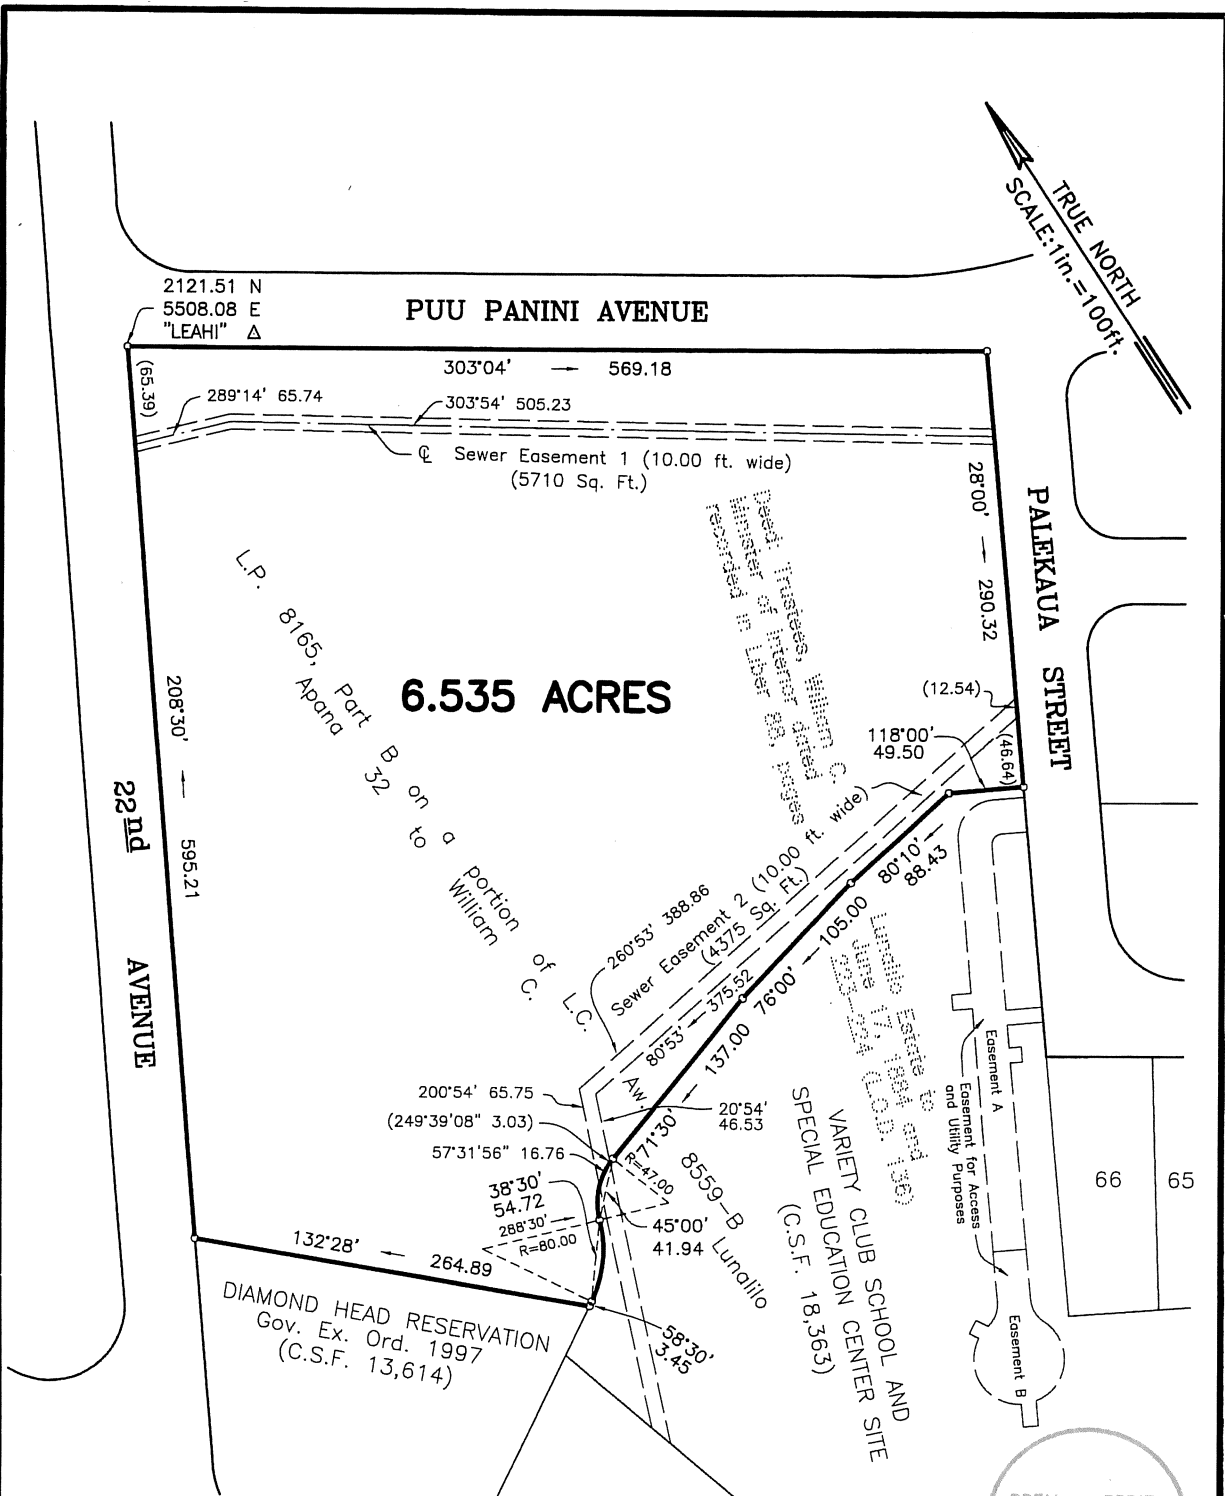 TRUE NORTH
SCALE:1in.=100ft.
2121.51 N
5508.08 E
"LEAHI" △
PUU PANINI AVENUE
303°04' → 569.18
(65.39)
289°14' 65.74
303°54' 505.23
℄ Sewer Easement 1 (10.00 ft. wide)
(5710 Sq. Ft.)
28°00' → 290.32
PALEKAUA STREET
Deed: Trustees, William C.
Minister of Interior dated
recorded in Liber 88, pages
Lunalilo Estate to
June 17, 1884 and
223-224 (L.O.D. 136)
L.P. 8165, Part B on a portion of L.C. Aw. 8559-B Lunalilo
Apana 32 to William C.
6.535 ACRES
(12.54)
118°00'
49.50
(46.64)
208°30' → 595.21
22nd AVENUE
80°10'
88.43
105.00
76°00'
137.00
71°30'
260°53' 388.86
Sewer Easement 2 (10.00 ft. wide)
(4375 Sq. Ft.)
80°53' 375.52
200°54' 65.75
(249°39'08" 3.03)
57°31'56" 16.76
20°54'
46.53
R=47.00
38°30'
54.72
288°30'
R=80.00
45°00'
41.94
58°30'
3.45
132°28' ← 264.89
DIAMOND HEAD RESERVATION
Gov. Ex. Ord. 1997
(C.S.F. 13,614)
VARIETY CLUB SCHOOL AND
SPECIAL EDUCATION CENTER SITE
(C.S.F. 18,363)
Easement A
Easement for Access
and Utility Purposes
Easement B
66
65